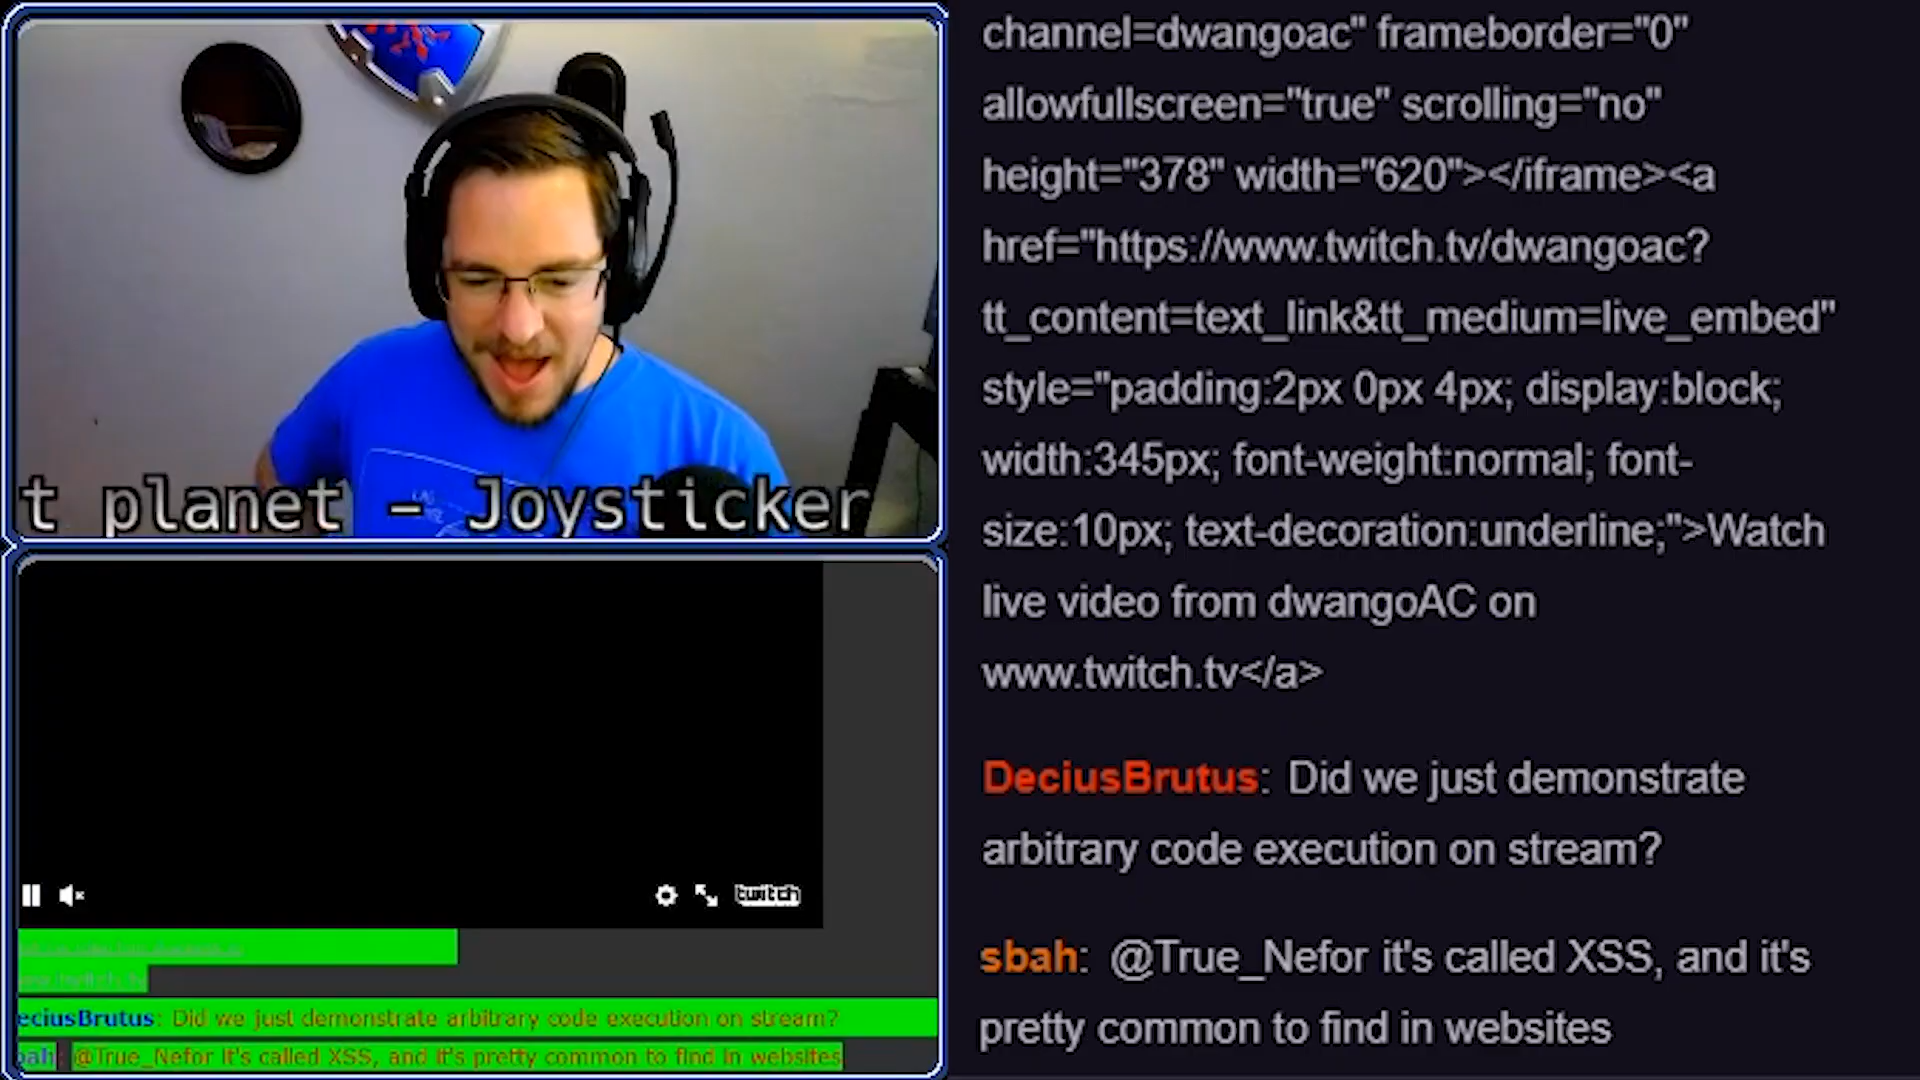 t planet - Joysticker
twitch
eciusBrutus: Did we just demonstrate arbitrary code execution on stream?
bah: @True_Nefor it's called XSS, and it's pretty common to find in websites
channel=dwangoac" frameborder="0"
allowfullscreen="true" scrolling="no"
height="378" width="620"></iframe><a
href="https://www.twitch.tv/dwangoac?
tt_content=text_link&tt_medium=live_embed"
style="padding:2px 0px 4px; display:block;
width:345px; font-weight:normal; font-
size:10px; text-decoration:underline;">Watch
live video from dwangoAC on
www.twitch.tv</a>
DeciusBrutus: Did we just demonstrate
arbitrary code execution on stream?
sbah: @True_Nefor it's called XSS, and it's
pretty common to find in websites